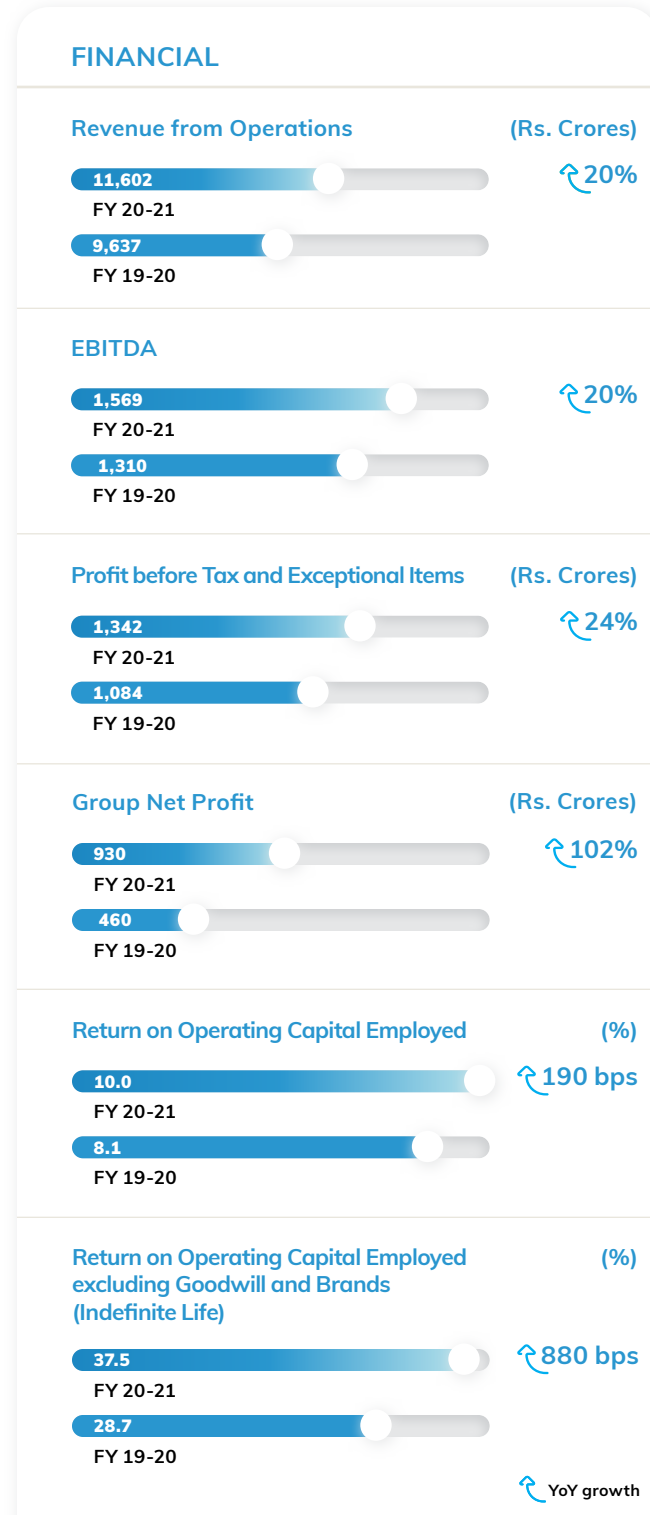 FINANCIAL
Revenue from Operations (Rs. Crores)
11,602 20%
FY 20-21
9,637
FY 19-20
EBITDA
1,569 20%
FY 20-21
1,310
FY 19-20
Profit before Tax and Exceptional Items (Rs. Crores)
1,342 24%
FY 20-21
1,084
FY 19-20
Group Net Profit (Rs. Crores)
930 102%
FY 20-21
460
FY 19-20
Return on Operating Capital Employed (%)
10.0 190 bps
FY 20-21
8.1
FY 19-20
Return on Operating Capital Employed (%)
excluding Goodwill and Brands
(Indefinite Life)
37.5 880 bps
FY 20-21
28.7
FY 19-20
YoY growth